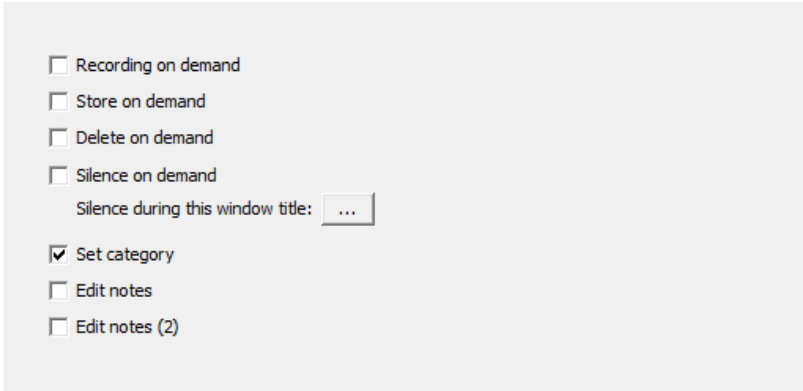 Recording on demand
Store on demand
Delete on demand
Silence on demand
Silence during this window title: ...
Set category
Edit notes
Edit notes (2)